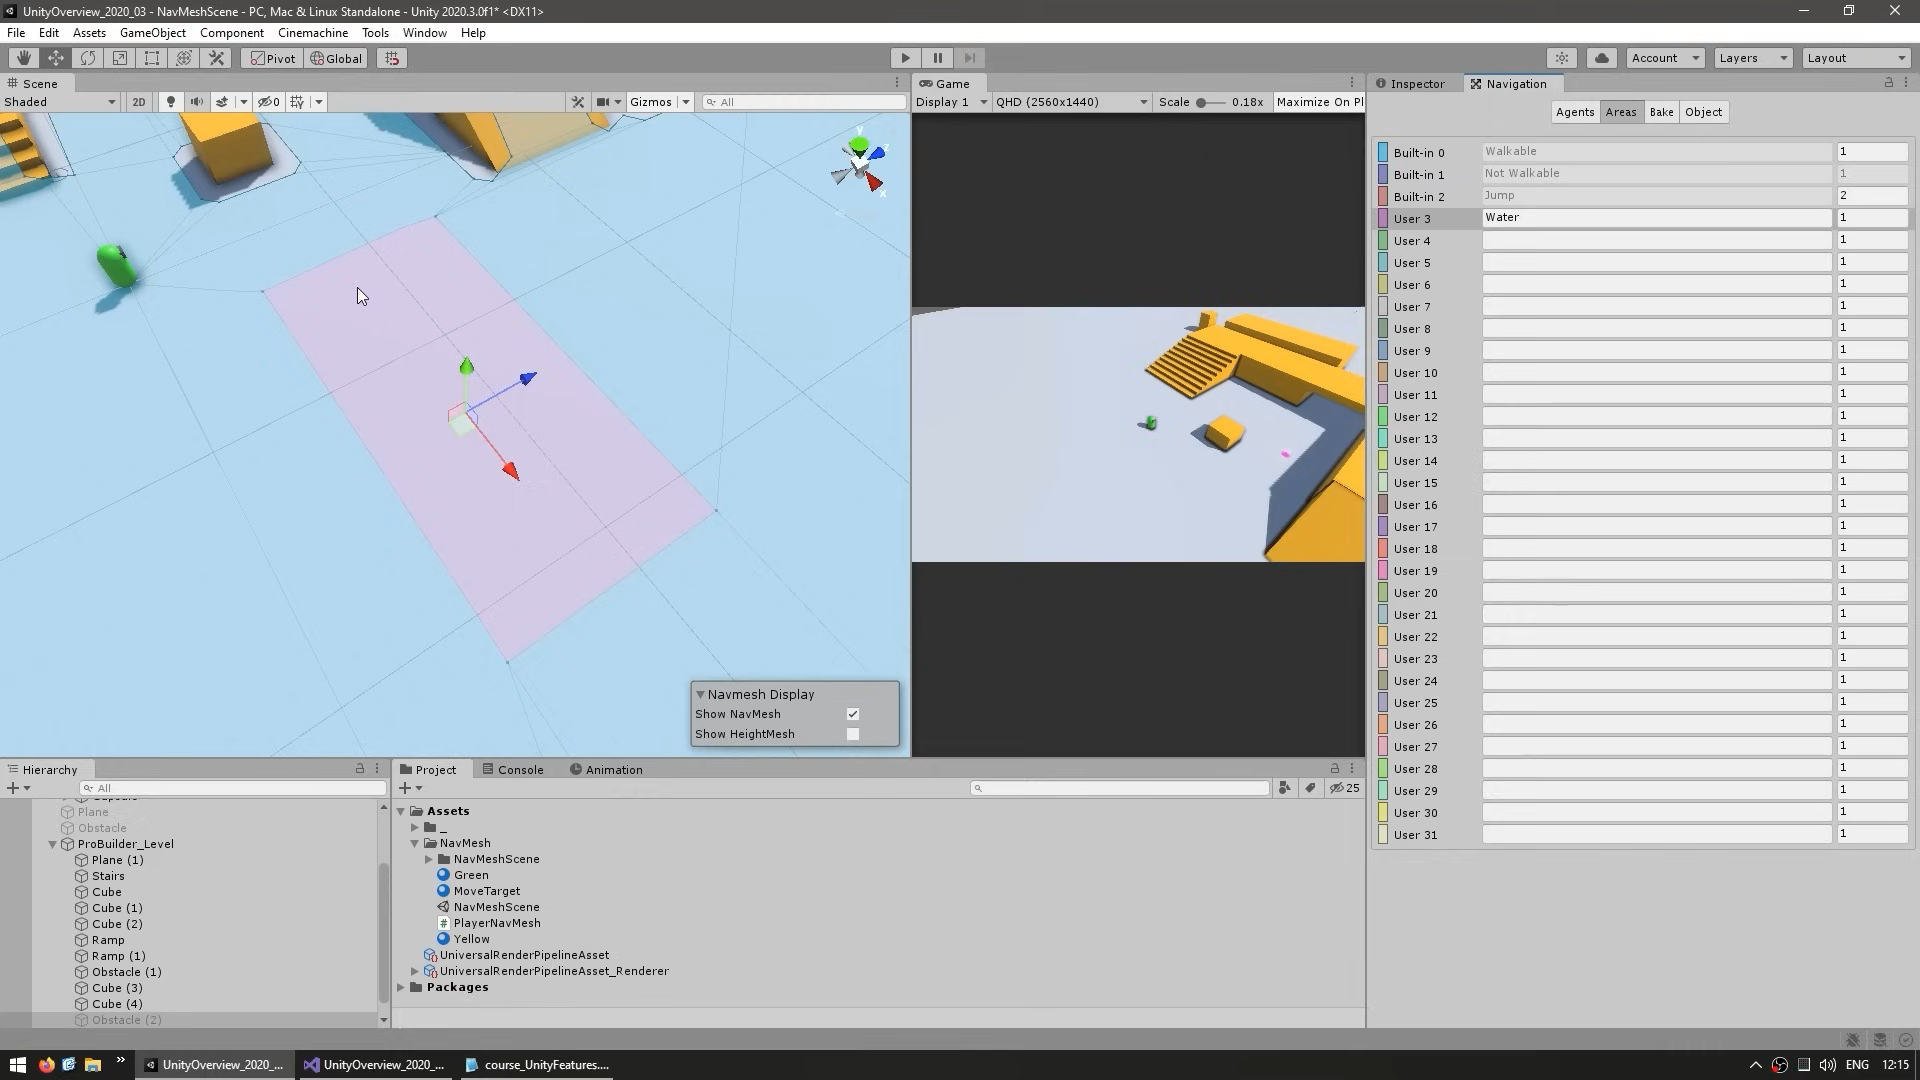 UnityOverview_2020_03 - NavMeshScene - PC, Mac & Linux Standalone - Unity 2020.3.0f1* <DX11>
File Edit Assets GameObject Component Cinemachine Tools Window Help
Pivot Global Account Layers Layout
Scene
Shaded 2D 0 Gizmos All
Game
Display 1 QHD (2560x1440) Scale 0.18x Maximize On Pl
Inspector Navigation
Agents Areas Bake Object
y
z
x
Built-in 0 Walkable 1
Built-in 1 Not Walkable 1
Built-in 2 Jump 2
User 3 Water 1
User 4 1
User 5 1
User 6 1
User 7 1
User 8 1
User 9 1
User 10 1
User 11 1
User 12 1
User 13 1
User 14 1
User 15 1
User 16 1
User 17 1
User 18 1
User 19 1
User 20 1
User 21 1
User 22 1
User 23 1
User 24 1
User 25 1
User 26 1
User 27 1
User 28 1
User 29 1
User 30 1
User 31 1
Navmesh Display
Show NavMesh
Show HeightMesh
Hierarchy
All
Plane
Obstacle
ProBuilder_Level
Plane (1)
Stairs
Cube
Cube (1)
Cube (2)
Ramp
Ramp (1)
Obstacle (1)
Cube (3)
Cube (4)
Obstacle (2)
Project Console Animation
25
Assets
_
NavMesh
NavMeshScene
Green
MoveTarget
NavMeshScene
PlayerNavMesh
Yellow
UniversalRenderPipelineAsset
UniversalRenderPipelineAsset_Renderer
Packages
UnityOverview_2020_... UnityOverview_2020_... course_UnityFeatures.... ENG 12:15